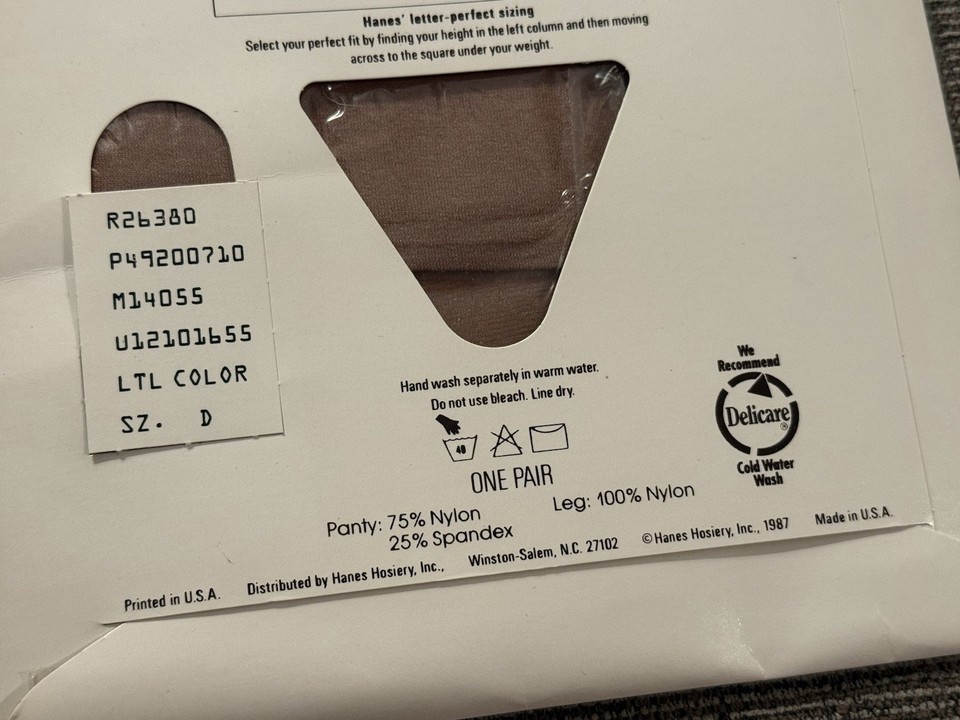 Hanes' letter-perfect sizing
Select your perfect fit by finding your height in the left column and then moving
across to the square under your weight.
R26380
P49200710
M14055
U12101655
LTL COLOR
SZ. D
Hand wash separately in warm water.
Do not use bleach. Line dry.
40
ONE PAIR
Panty: 75% Nylon
25% Spandex
Leg: 100% Nylon
We
Recommend
Delicare®
Cold Water
Wash
Printed in U.S.A. Distributed by Hanes Hosiery, Inc., Winston-Salem, N.C. 27102 © Hanes Hosiery, Inc., 1987 Made in U.S.A.